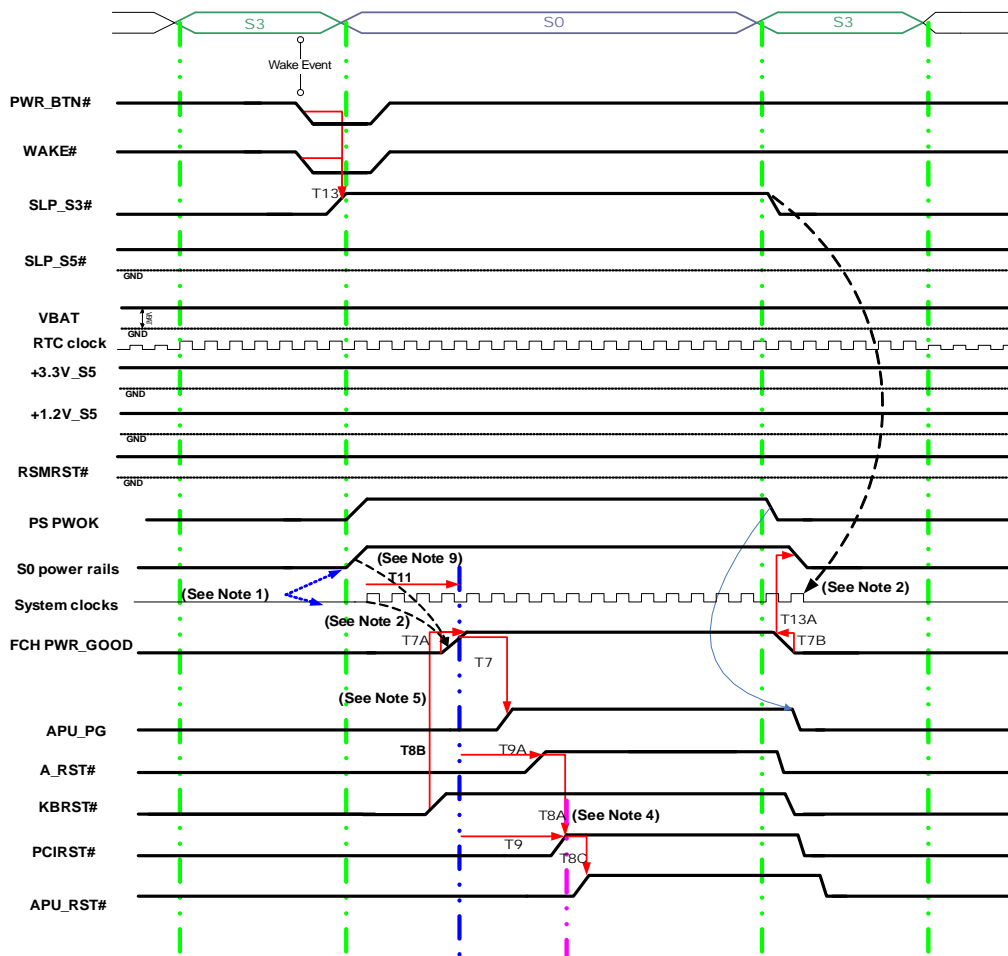 S3
S0
S3
Wake Event
PWR_BTN#
WAKE#
T13
SLP_S3#
SLP_S5#
GND
VBAT
GND
RTC clock
+3.3V_S5
GND
+1.2V_S5
GND
RSMRST#
GND
PS PWOK
(See Note 9)
S0 power rails
T11
(See Note 1)
(See Note 2)
System clocks
(See Note 2)
T13A
FCH PWR_GOOD
T7A
T7B
T7
(See Note 5)
APU_PG
T8B
T9A
A_RST#
KBRST#
T8A
(See Note 4)
T9
PCIRST#
T8C
APU_RST#